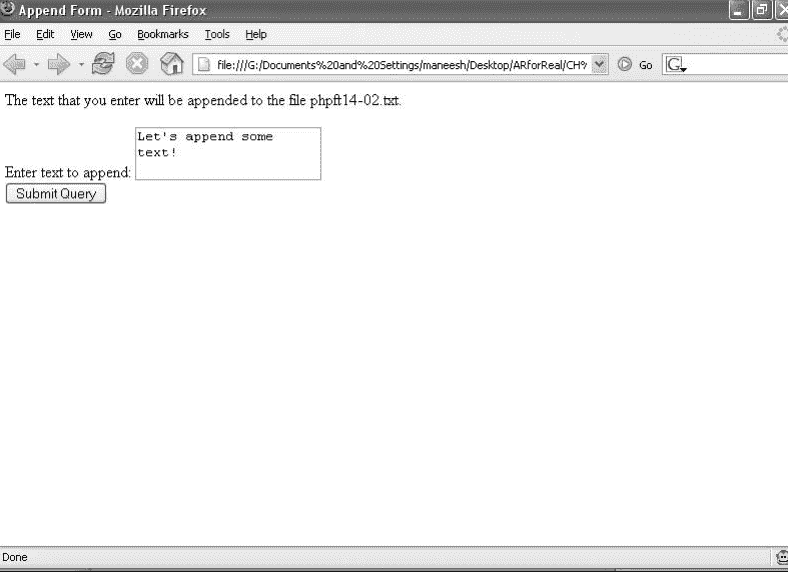 Append Form - Mozilla Firefox
File Edit View Go Bookmarks Tools Help
file:///G:/Documents%20and%20Settings/maneesh/Desktop/ARforReal/CH Go G
The text that you enter will be appended to the file phpft14-02.txt.
Let's append some
text!
Enter text to append:
Submit Query
Done